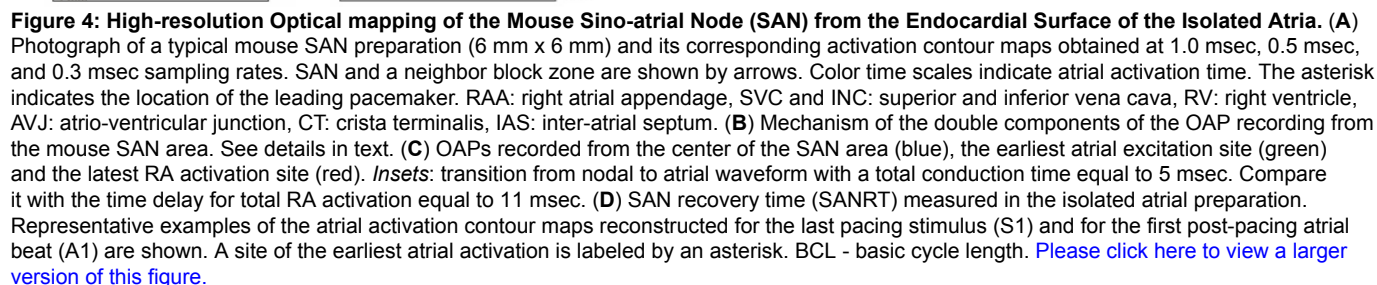 Figure 4: High-resolution Optical mapping of the Mouse Sino-atrial Node (SAN) from the Endocardial Surface of the Isolated Atria. (A)
Photograph of a typical mouse SAN preparation (6 mm x 6 mm) and its corresponding activation contour maps obtained at 1.0 msec, 0.5 msec,
and 0.3 msec sampling rates. SAN and a neighbor block zone are shown by arrows. Color time scales indicate atrial activation time. The asterisk
indicates the location of the leading pacemaker. RAA: right atrial appendage, SVC and INC: superior and inferior vena cava, RV: right ventricle,
AVJ: atrio-ventricular junction, CT: crista terminalis, IAS: inter-atrial septum. (B) Mechanism of the double components of the OAP recording from
the mouse SAN area. See details in text. (C) OAPs recorded from the center of the SAN area (blue), the earliest atrial excitation site (green)
and the latest RA activation site (red). Insets: transition from nodal to atrial waveform with a total conduction time equal to 5 msec. Compare
it with the time delay for total RA activation equal to 11 msec. (D) SAN recovery time (SANRT) measured in the isolated atrial preparation.
Representative examples of the atrial activation contour maps reconstructed for the last pacing stimulus (S1) and for the first post-pacing atrial
beat (A1) are shown. A site of the earliest atrial activation is labeled by an asterisk. BCL - basic cycle length. Please click here to view a larger
version of this figure.